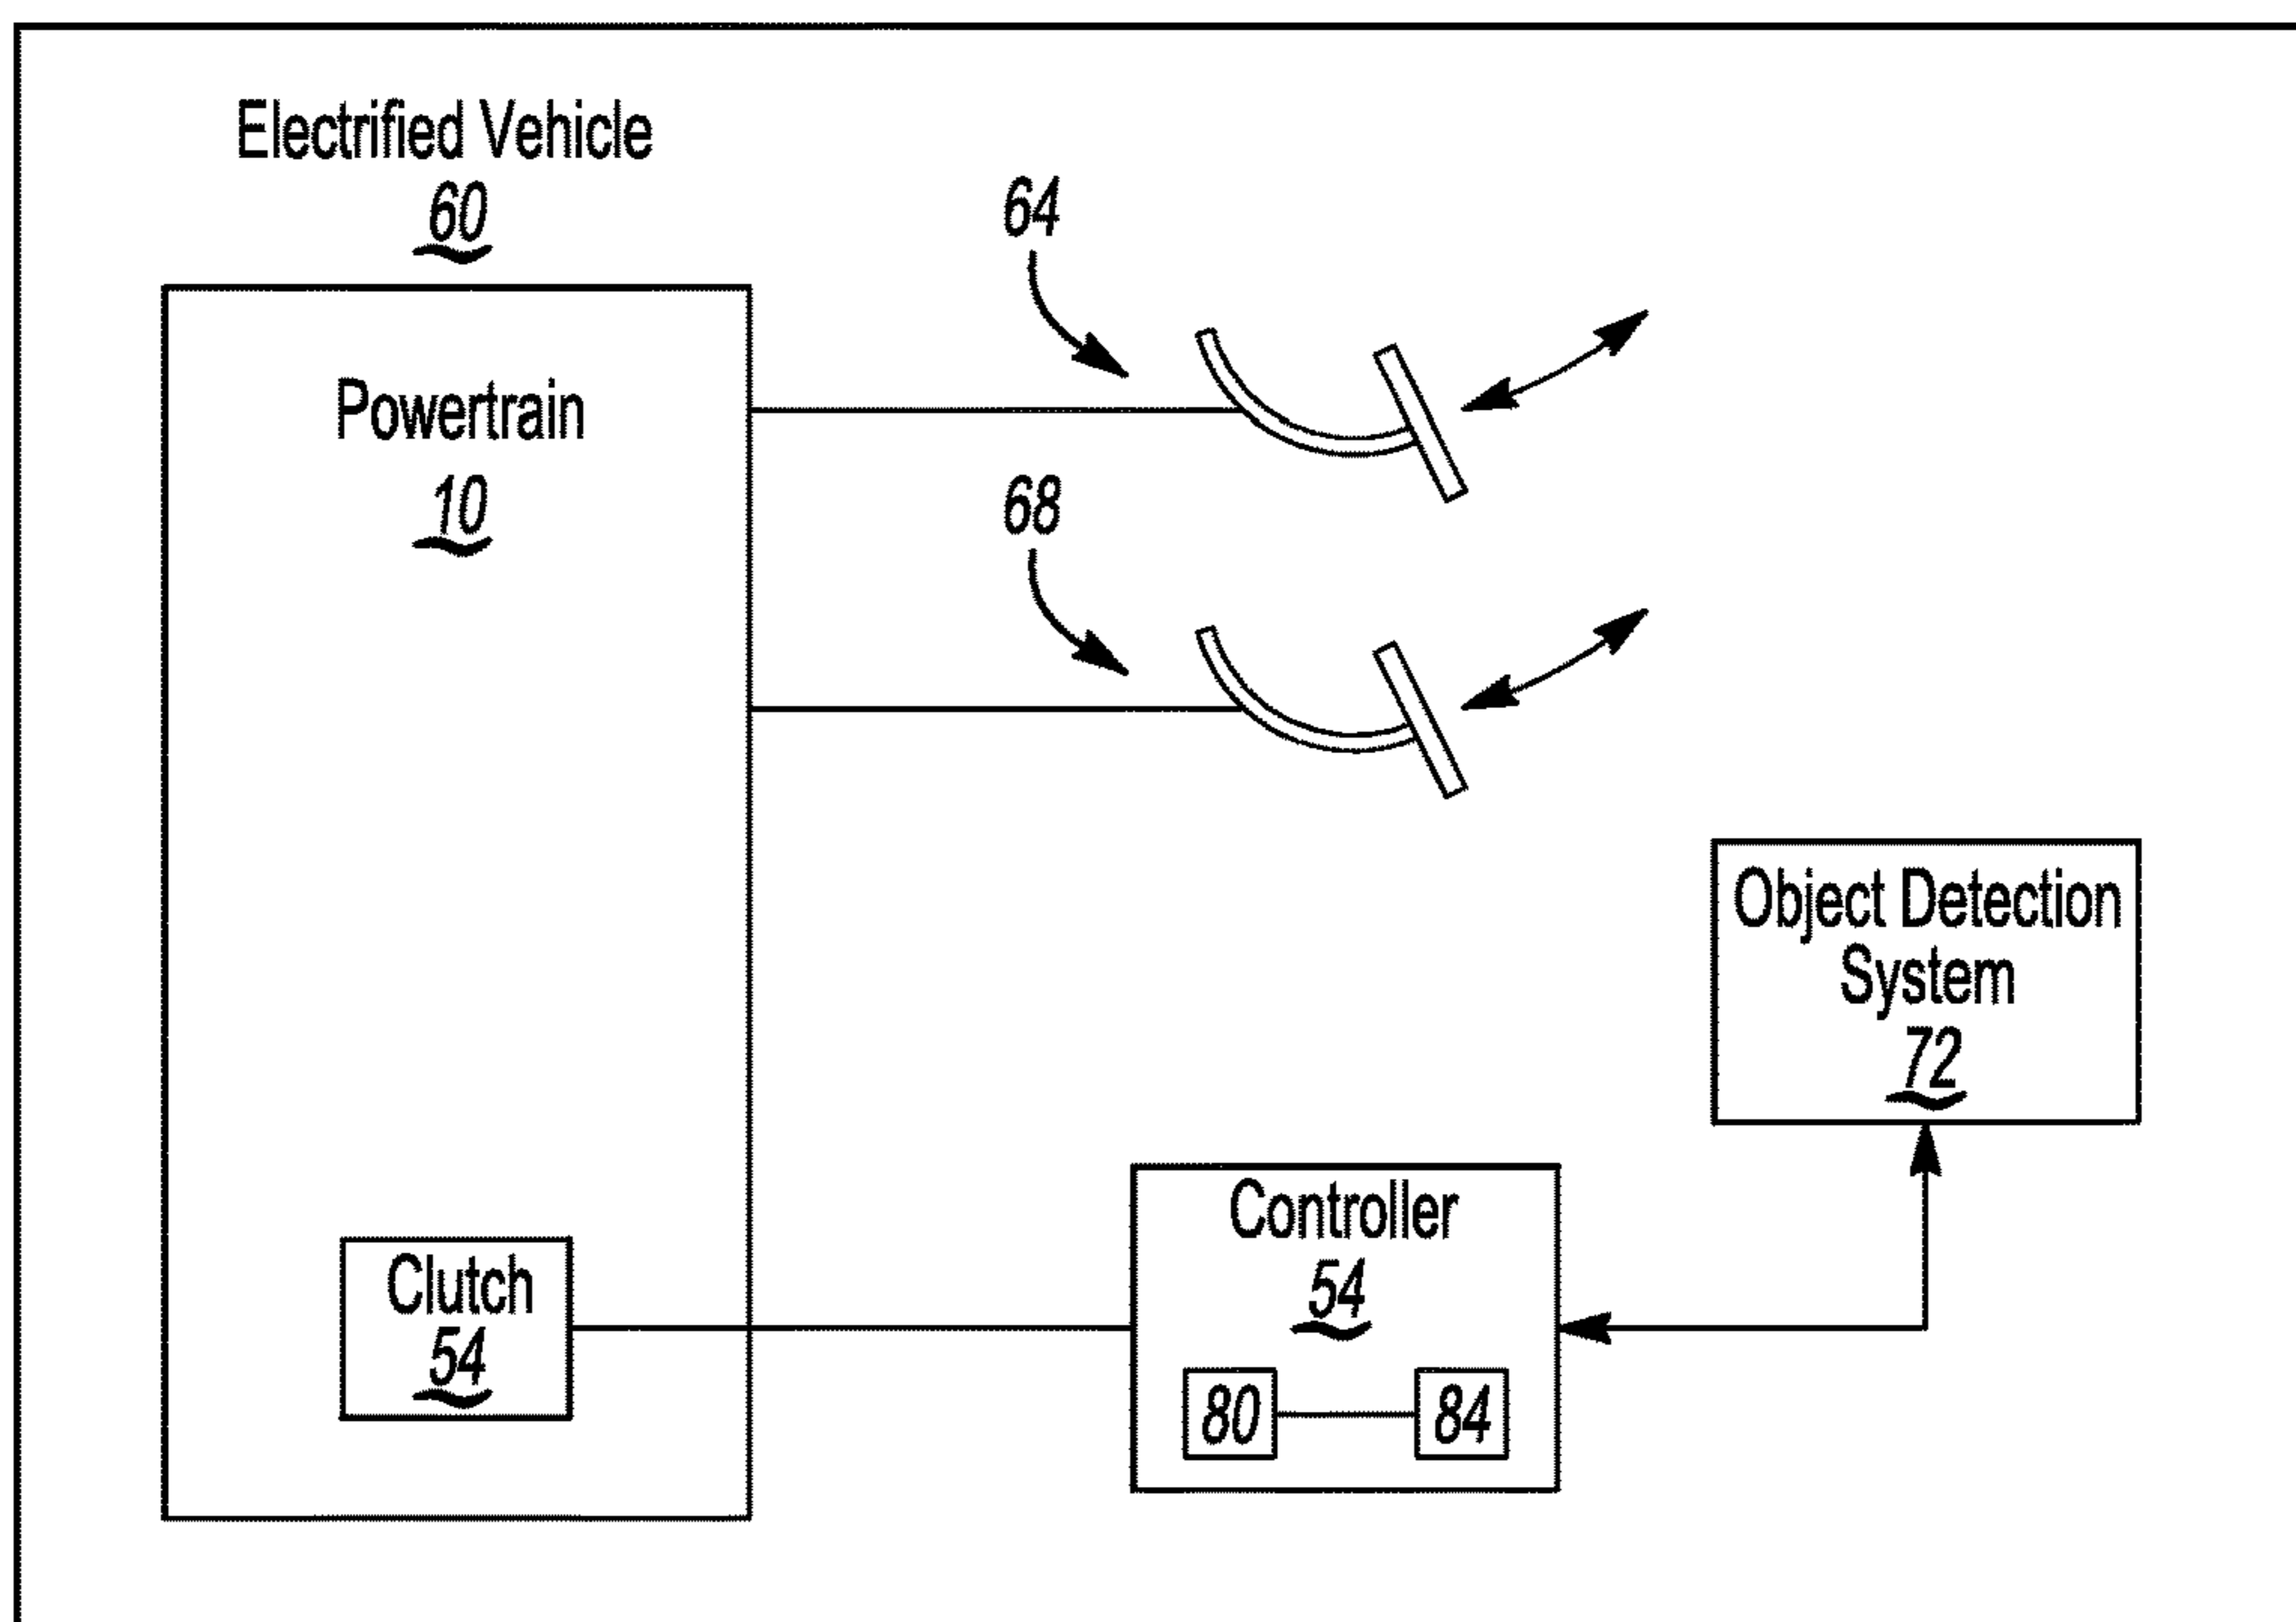 Electrified Vehicle
60
Powertrain
10
64
68
Object Detection
System
72
Controller
54
80
84
Clutch
54